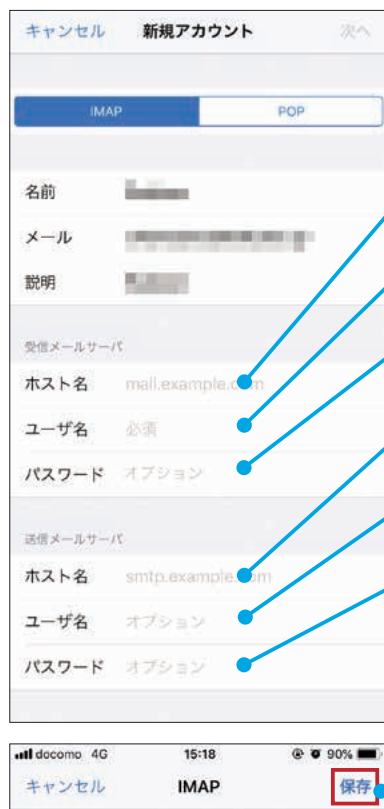 キャンセル 新規アカウント 次へ
IMAP POP
名前
メール
説明
受信メールサーバ
ホスト名 mail.example.com
ユーザ名 必須
パスワード オプション
送信メールサーバ
ホスト名 smtp.example.com
ユーザ名 オプション
パスワード オプション
docomo 4G 15:18 90%
キャンセル IMAP 保存